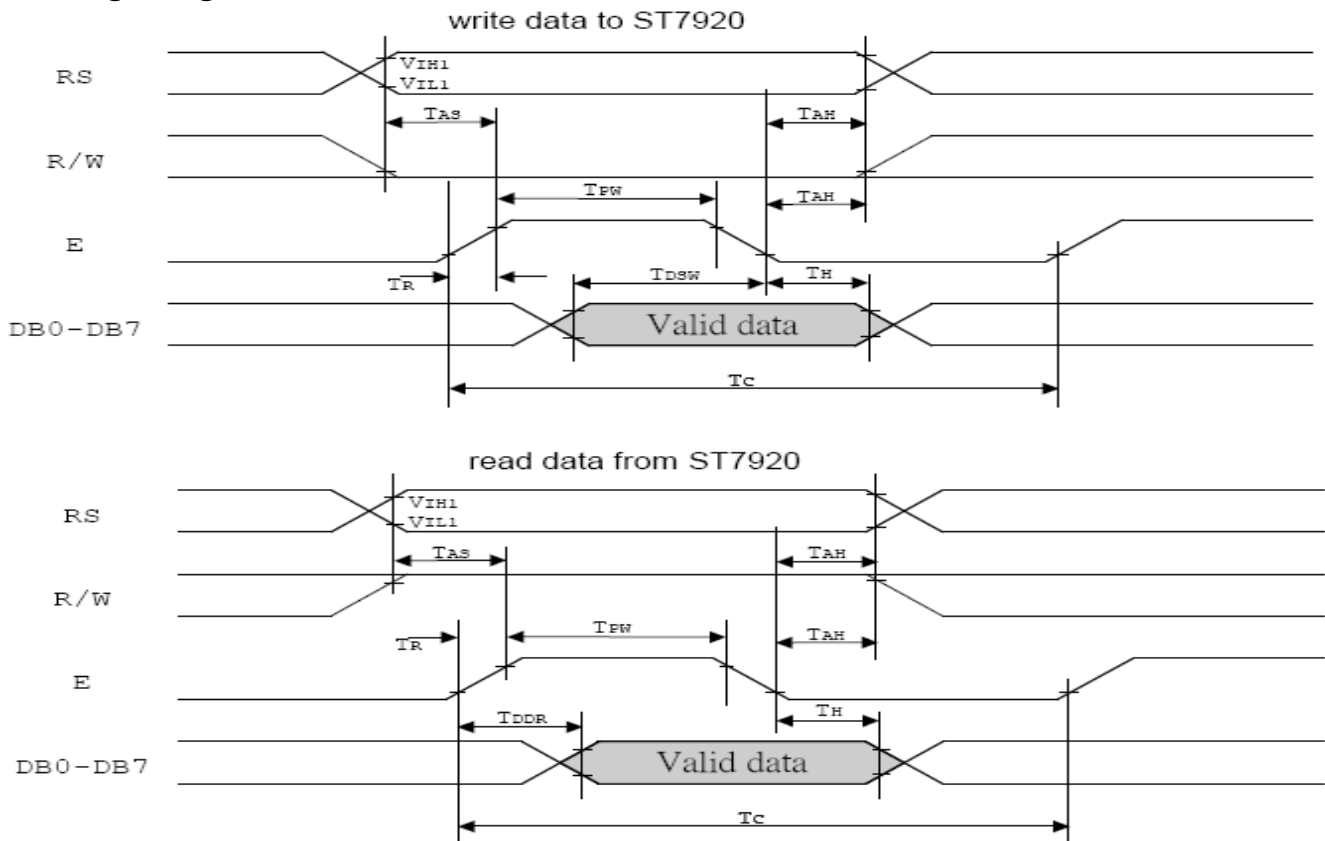 write data to ST7920
RS
VIH1
VIL1
TAS
TAH
R/W
TPW
TAH
E
TR
TDSW
TH
DB0-DB7
Valid data
TC
read data from ST7920
RS
VIH1
VIL1
TAS
TAH
R/W
TR
TPW
TAH
E
TDDR
TH
DB0-DB7
Valid data
TC